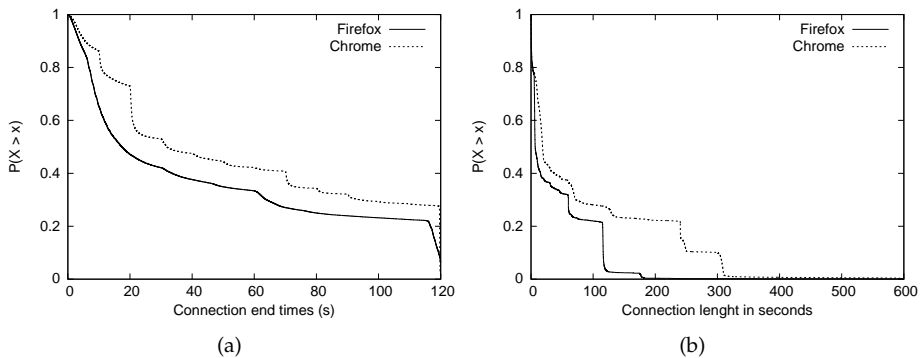 1
0.8
0.6
0.4
0.2
0
P(X > x)
Firefox
Chrome
0 20 40 60 80 100 120
Connection end times (s)
(a)
1
0.8
0.6
0.4
0.2
0
P(X > x)
Firefox
Chrome
0 100 200 300 400 500 600
Connection lenght in seconds
(b)